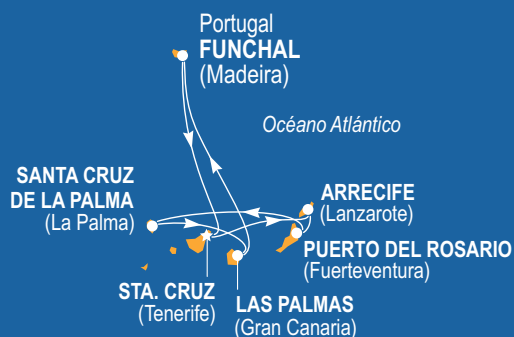 Portugal
FUNCHAL
(Madeira)
Océano Atlántico
SANTA CRUZ
DE LA PALMA
(La Palma)
ARRECIFE
(Lanzarote)
PUERTO DEL ROSARIO
(Fuerteventura)
STA. CRUZ
(Tenerife)
LAS PALMAS
(Gran Canaria)